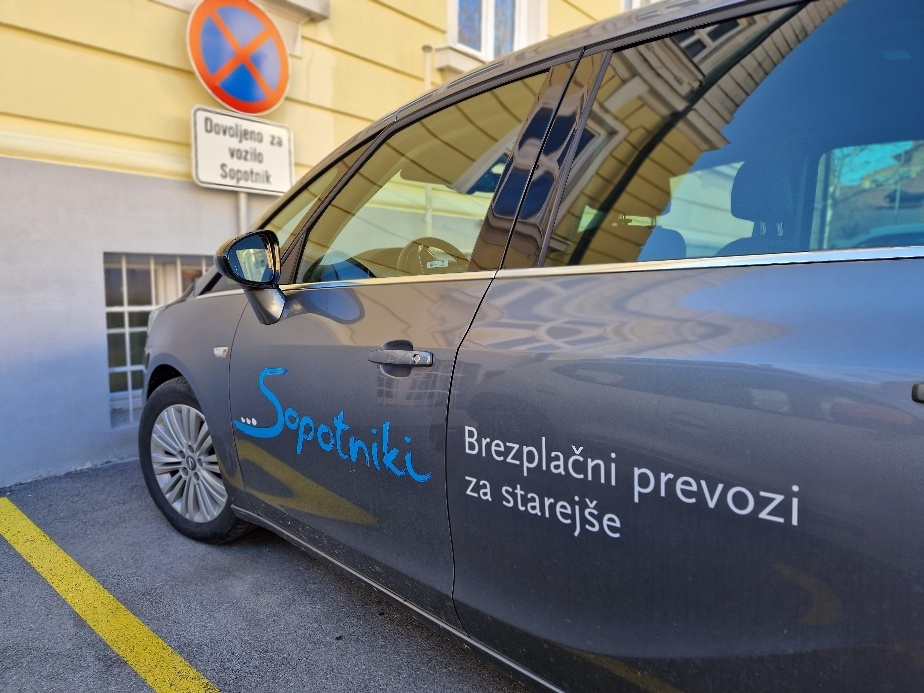 Dovoljeno za
vozilo
Sopotnik
...Sopotniki
Brezplačni prevozi
za starejše